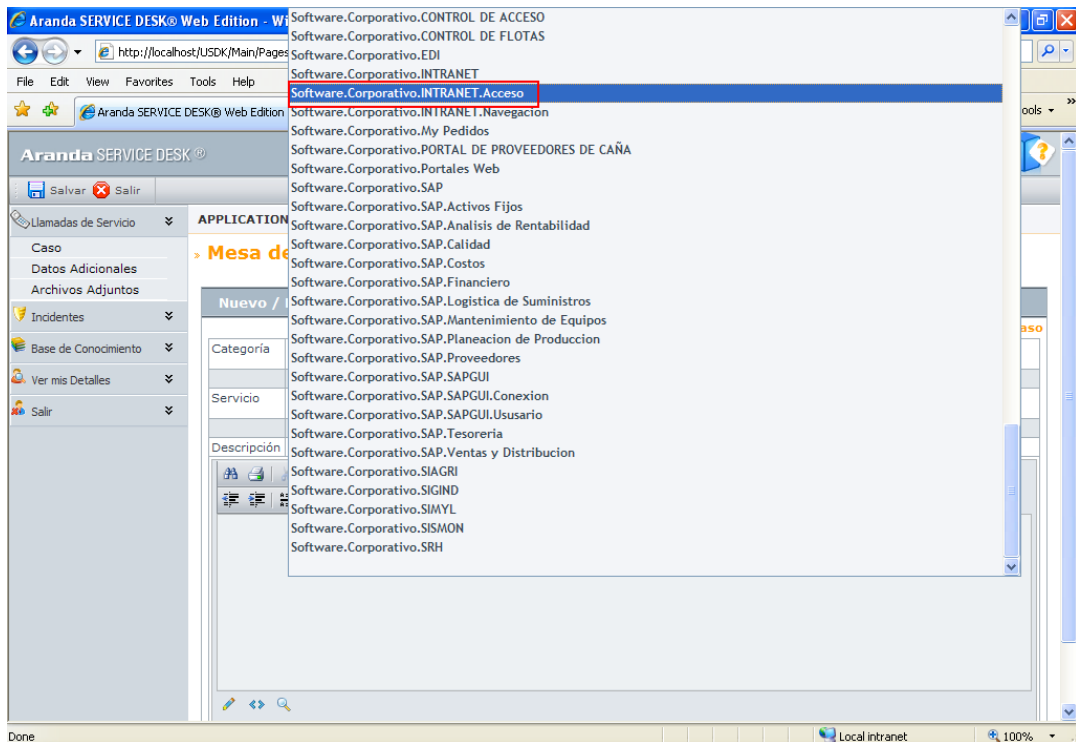 Aranda SERVICE DESK® Web Edition - Wi
http://localhost/USDK/Main/Pages
File Edit View Favorites Tools Help
Aranda SERVICE DESK® Web Edition
ools
Aranda SERVICE DESK ®
Salvar Salir
Llamadas de Servicio
Caso
Datos Adicionales
Archivos Adjuntos
Incidentes
Base de Conocimiento
Ver mis Detalles
Salir
APPLICATION
Mesa de
Nuevo /
aso
Categoría
Servicio
Descripción
Software.Corporativo.CONTROL DE ACCESO
Software.Corporativo.CONTROL DE FLOTAS
Software.Corporativo.EDI
Software.Corporativo.INTRANET
Software.Corporativo.INTRANET.Acceso
Software.Corporativo.INTRANET.Navegacion
Software.Corporativo.My Pedidos
Software.Corporativo.PORTAL DE PROVEEDORES DE CAÑA
Software.Corporativo.Portales Web
Software.Corporativo.SAP
Software.Corporativo.SAP.Activos Fijos
Software.Corporativo.SAP.Analisis de Rentabilidad
Software.Corporativo.SAP.Calidad
Software.Corporativo.SAP.Costos
Software.Corporativo.SAP.Financiero
Software.Corporativo.SAP.Logistica de Suministros
Software.Corporativo.SAP.Mantenimiento de Equipos
Software.Corporativo.SAP.Planeacion de Produccion
Software.Corporativo.SAP.Proveedores
Software.Corporativo.SAP.SAPGUI
Software.Corporativo.SAP.SAPGUI.Conexion
Software.Corporativo.SAP.SAPGUI.Ususario
Software.Corporativo.SAP.Tesoreria
Software.Corporativo.SAP.Ventas y Distribucion
Software.Corporativo.SIAGRI
Software.Corporativo.SIGIND
Software.Corporativo.SIMYL
Software.Corporativo.SISMON
Software.Corporativo.SRH
Done
Local intranet
100%